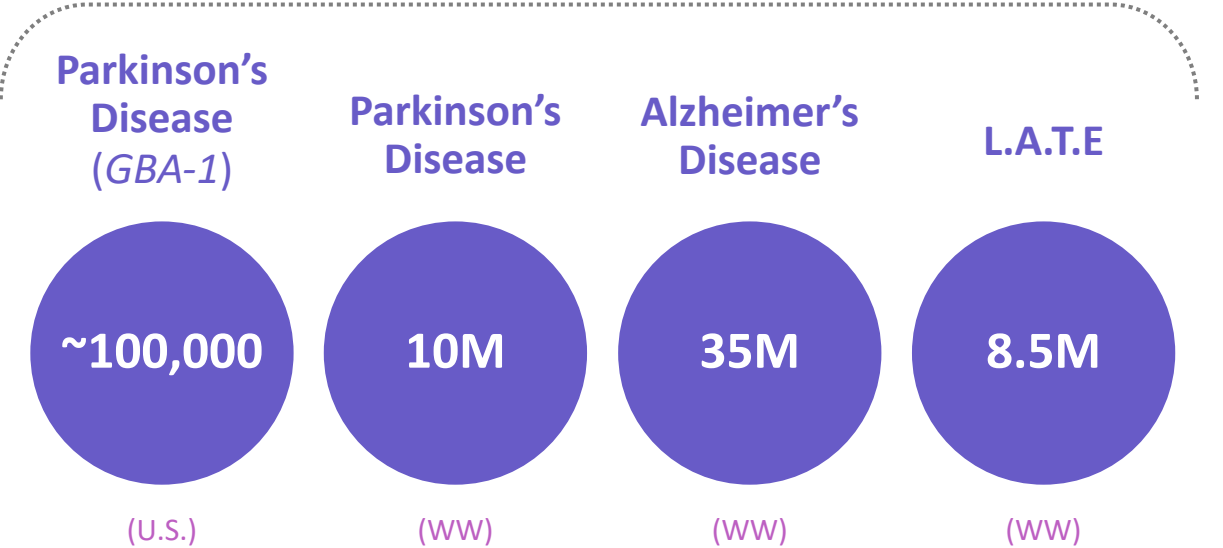 Parkinson’s
Disease
(GBA-1)
~100,000
(U.S.)
Parkinson’s
Disease
10M
(WW)
Alzheimer’s
Disease
35M
(WW)
L.A.T.E
8.5M
(WW)